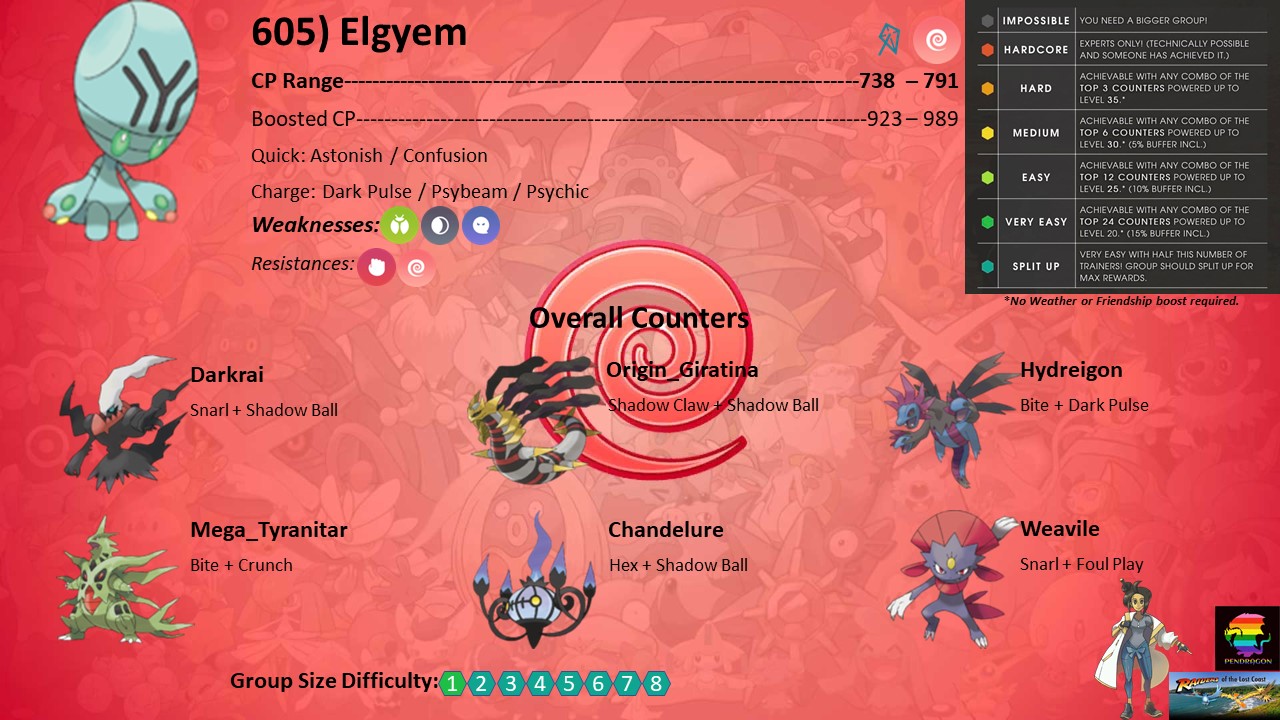 605) Elgyem
CP Range---------------------------------------------------------------------------738 – 791
Boosted CP--------------------------------------------------------------------------923 – 989
Quick: Astonish / Confusion
Charge: Dark Pulse / Psybeam / Psychic
Weaknesses:
Resistances:
IMPOSSIBLE YOU NEED A BIGGER GROUP!
HARDCORE EXPERTS ONLY! (TECHNICALLY POSSIBLE
AND SOMEONE HAS ACHIEVED IT.)
HARD ACHIEVABLE WITH ANY COMBO OF THE
TOP 3 COUNTERS POWERED UP TO
LEVEL 35.*
MEDIUM ACHIEVABLE WITH ANY COMBO OF THE
TOP 6 COUNTERS POWERED UP TO
LEVEL 30.* (5% BUFFER INCL.)
EASY ACHIEVABLE WITH ANY COMBO OF THE
TOP 12 COUNTERS POWERED UP TO
LEVEL 25.* (10% BUFFER INCL.)
VERY EASY ACHIEVABLE WITH ANY COMBO OF THE
TOP 24 COUNTERS POWERED UP TO
LEVEL 20.* (15% BUFFER INCL.)
SPLIT UP VERY EASY WITH HALF THIS NUMBER OF
TRAINERS! GROUP SHOULD SPLIT UP FOR
MAX REWARDS.
*No Weather or Friendship boost required.
Overall Counters
Darkrai
Snarl + Shadow Ball
Origin_Giratina
Shadow Claw + Shadow Ball
Hydreigon
Bite + Dark Pulse
Mega_Tyranitar
Bite + Crunch
Chandelure
Hex + Shadow Ball
Weavile
Snarl + Foul Play
Group Size Difficulty: 1 2 3 4 5 6 7 8
PENDRAGON
RAIDERS of the Lost Coast